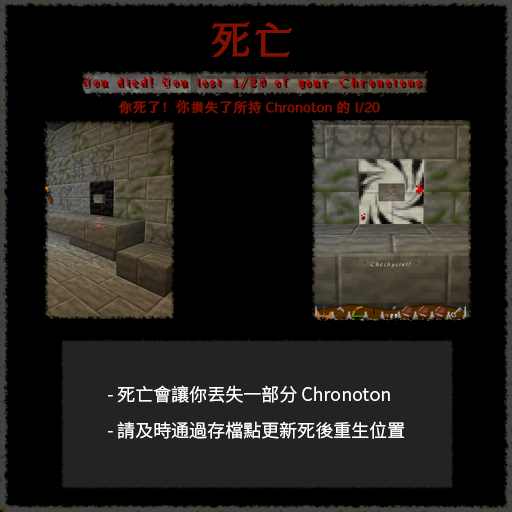 死亡
You died! You lost 1/20 of your Chronotons.
你死了！你損失了所持 Chronoton 的 1/20
Checkpoint!
- 死亡會讓你丟失一部分 Chronoton
- 請及時通過存檔點更新死後重生位置